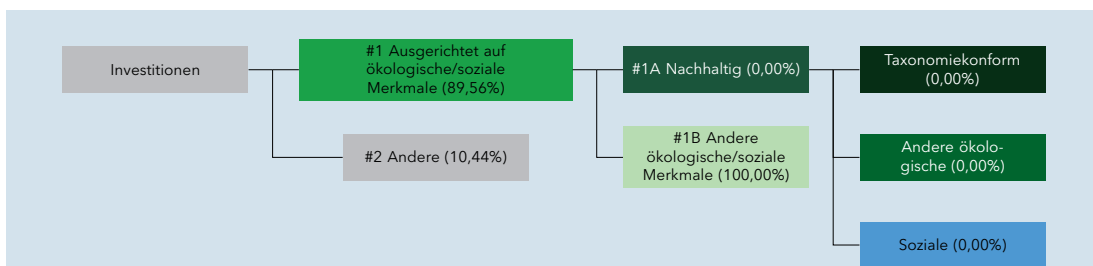 Investitionen
#1 Ausgerichtet auf
ökologische/soziale
Merkmale (89,56%)
#2 Andere (10,44%)
#1A Nachhaltig (0,00%)
#1B Andere
ökologische/soziale
Merkmale (100,00%)
Taxonomiekonform
(0,00%)
Andere ökolo-
gische (0,00%)
Soziale (0,00%)